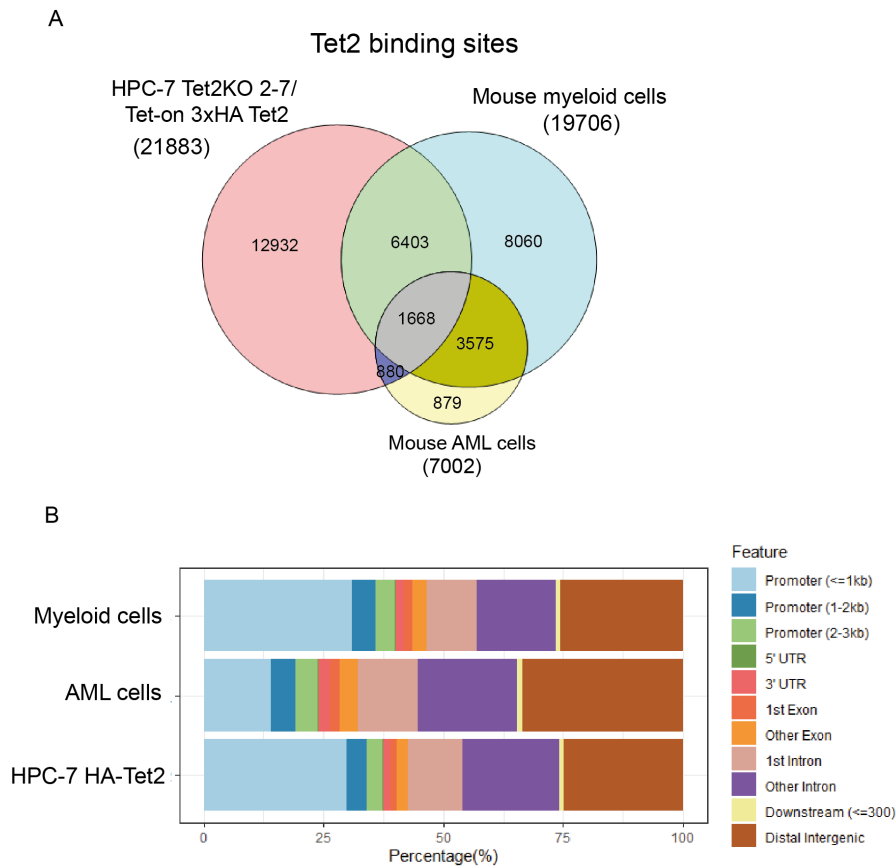 A
Tet2 binding sites
HPC-7 Tet2KO 2-7/
Tet-on 3xHA Tet2
(21883)
Mouse myeloid cells
(19706)
12932
6403
8060
1668
3575
880
879
Mouse AML cells
(7002)
B
Myeloid cells
AML cells
HPC-7 HA-Tet2
0
25
50
75
100
Percentage(%)
Feature
Promoter (<=1kb)
Promoter (1-2kb)
Promoter (2-3kb)
5' UTR
3' UTR
1st Exon
Other Exon
1st Intron
Other Intron
Downstream (<=300)
Distal Intergenic